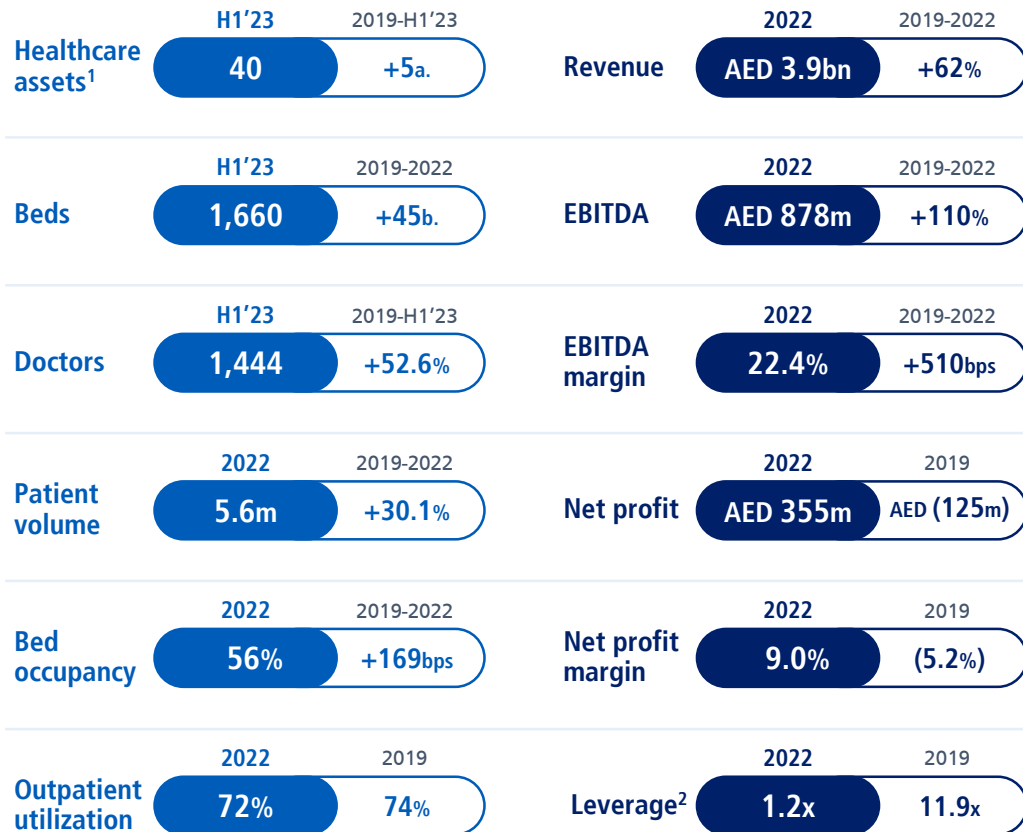 H1'23 2019-H1'23
Healthcare
assets1 40 +5a.
H1'23 2019-2022
Beds 1,660 +45b.
H1'23 2019-H1'23
Doctors 1,444 +52.6%
2022 2019-2022
Patient
volume 5.6m +30.1%
2022 2019-2022
Bed
occupancy 56% +169bps
2022 2019
Outpatient
utilization 72% 74%
2022 2019-2022
Revenue AED 3.9bn +62%
2022 2019-2022
EBITDA AED 878m +110%
2022 2019-2022
EBITDA
margin 22.4% +510bps
2022 2019
Net profit AED 355m AED (125m)
2022 2019
Net profit
margin 9.0% (5.2%)
2022 2019
Leverage2 1.2x 11.9x